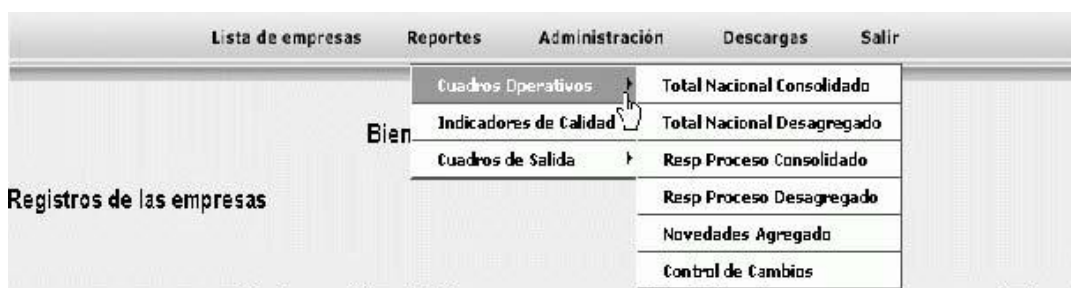 Lista de empresas Reportes Administración Descargas Salir
Cuadros Operativos Total Nacional Consolidado
Bien Indicadores de Calidad Total Nacional Desagregado
Cuadros de Salida Resp Proceso Consolidado
Registros de las empresas Resp Proceso Desagregado
Novedades Agregado
Control de Cambios